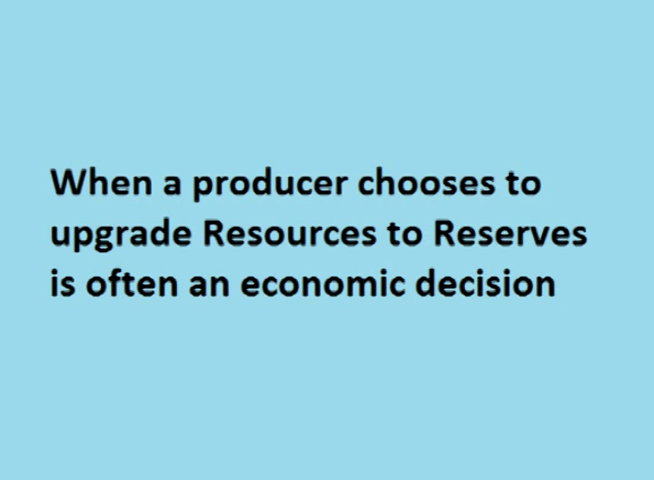 When a producer chooses to
upgrade Resources to Reserves
is often an economic decision